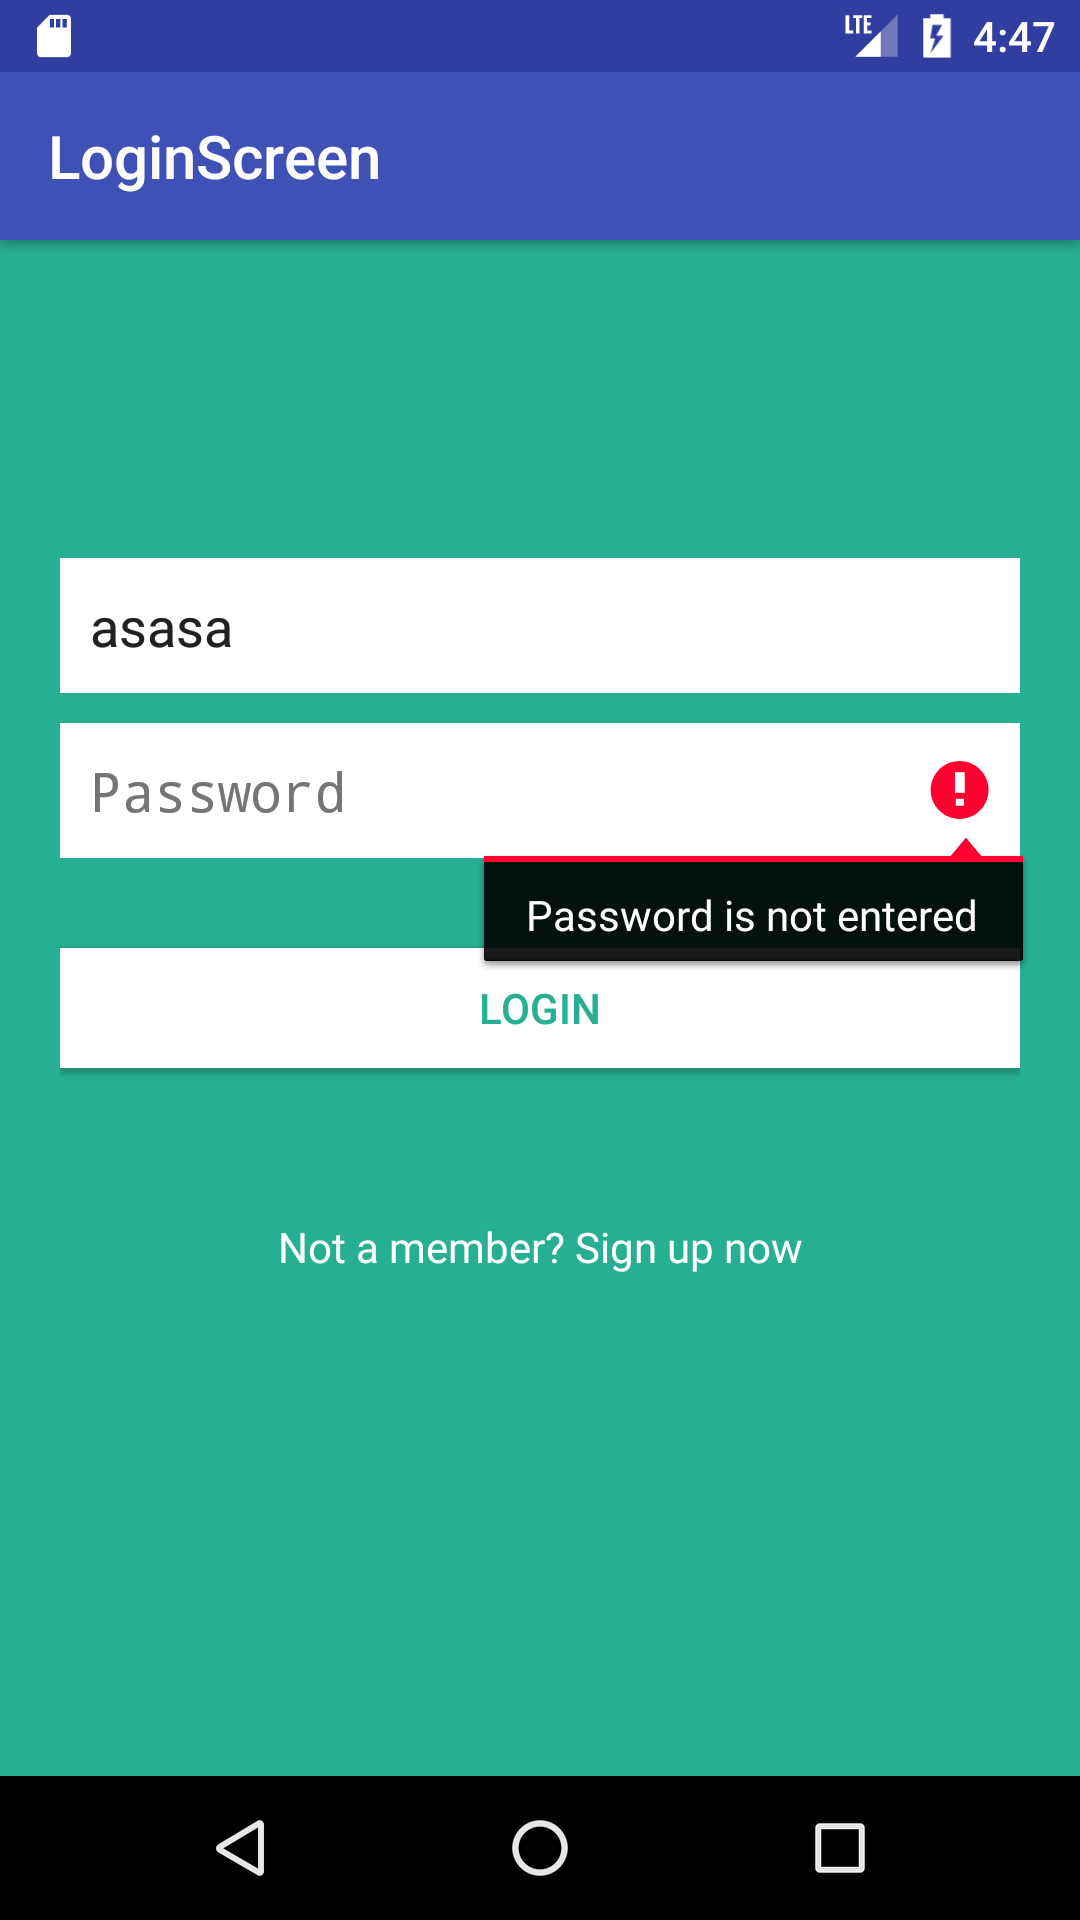 LTE 4:47
LoginScreen
asasa
Password
Password is not entered
LOGIN
Not a member? Sign up now